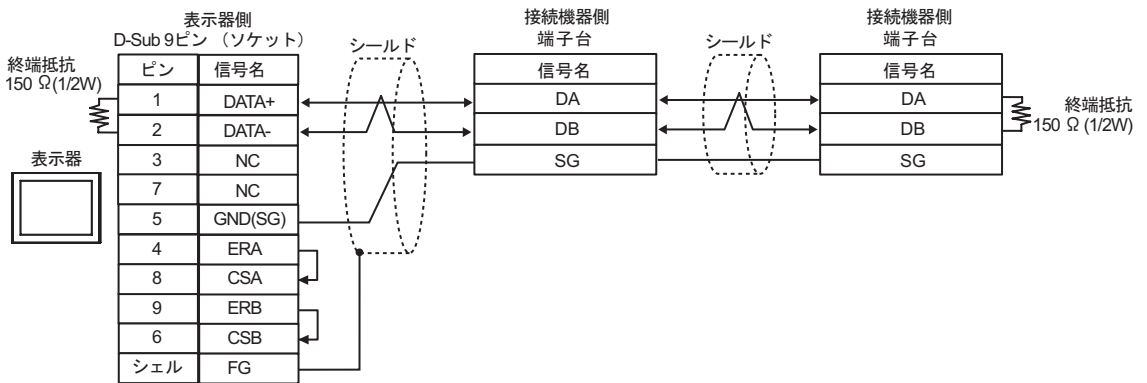 表示器側
D-Sub 9ピン （ソケット）
終端抵抗
150 Ω(1/2W)
表示器
ピン 信号名
1 DATA+
2 DATA-
3 NC
7 NC
5 GND(SG)
4 ERA
8 CSA
9 ERB
6 CSB
シェル FG
シールド
接続機器側
端子台
信号名
DA
DB
SG
シールド
接続機器側
端子台
信号名
DA
DB
SG
終端抵抗
150 Ω (1/2W)